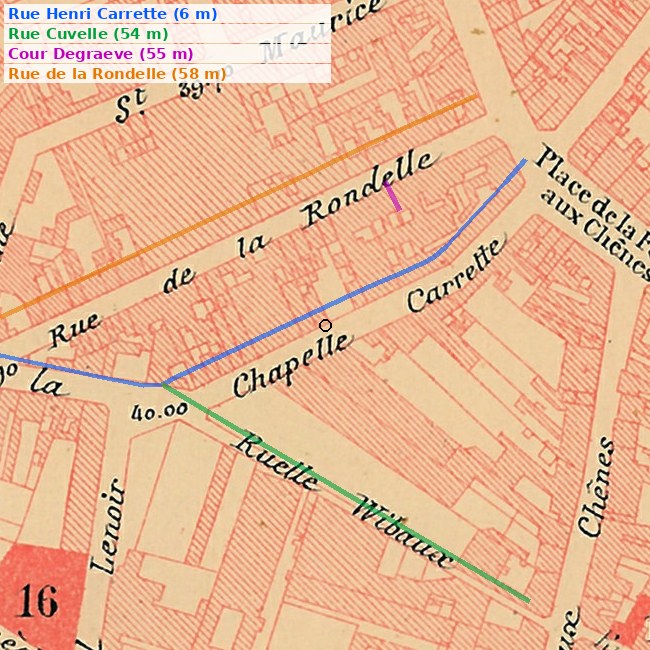 Rue Henri Carrette (6 m)
Rue Cuvelle (54 m)
Cour Degraeve (55 m)
Rue de la Rondelle (58 m)
St Maurice
Rue de la Rondelle
Place de la
aux Chênes
la Chapelle Carrette
40.00
Ruelle Wibaux
Lenoir
Chênes
16